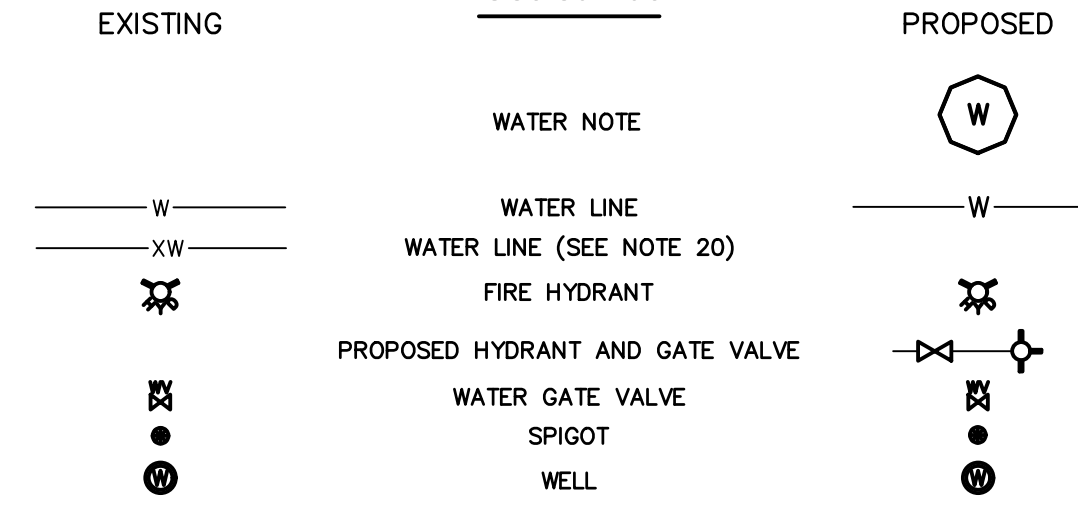 EXISTING PROPOSED
WATER NOTE W
W WATER LINE W
XW WATER LINE (SEE NOTE 20)
FIRE HYDRANT
PROPOSED HYDRANT AND GATE VALVE
WV WATER GATE VALVE WV
SPIGOT
W WELL W